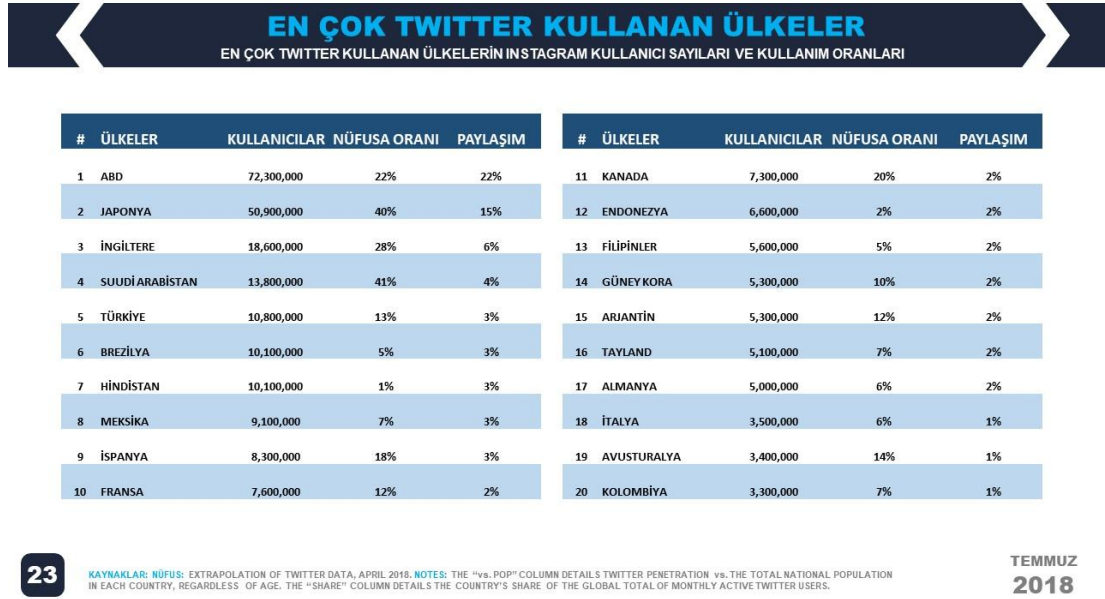 EN ÇOK TWITTER KULLANAN ÜLKELER
EN ÇOK TWITTER KULLANAN ÜLKELERİN INSTAGRAM KULLANICI SAYILARI VE KULLANIM ORANLARI
# ÜLKELER KULLANICILAR NÜFUSA ORANI PAYLAŞIM
1 ABD 72,300,000 22% 22%
2 JAPONYA 50,900,000 40% 15%
3 İNGİLTERE 18,600,000 28% 6%
4 SUUDİ ARABİSTAN 13,800,000 41% 4%
5 TÜRKİYE 10,800,000 13% 3%
6 BREZİLYA 10,100,000 5% 3%
7 HİNDİSTAN 10,100,000 1% 3%
8 MEKSİKA 9,100,000 7% 3%
9 İSPANYA 8,300,000 18% 3%
10 FRANSA 7,600,000 12% 2%
# ÜLKELER KULLANICILAR NÜFUSA ORANI PAYLAŞIM
11 KANADA 7,300,000 20% 2%
12 ENDONEZYA 6,600,000 2% 2%
13 FİLİPİNLER 5,600,000 5% 2%
14 GÜNEY KORA 5,300,000 10% 2%
15 ARJANTİN 5,300,000 12% 2%
16 TAYLAND 5,100,000 7% 2%
17 ALMANYA 5,000,000 6% 2%
18 İTALYA 3,500,000 6% 1%
19 AVUSTURALYA 3,400,000 14% 1%
20 KOLOMBİYA 3,300,000 7% 1%
23
KAYNAKLAR: NÜFUS: EXTRAPOLATION OF TWITTER DATA, APRIL 2018. NOTES: THE “vs. POP” COLUMN DETAILS TWITTER PENETRATION vs. THE TOTAL NATIONAL POPULATION
IN EACH COUNTRY, REGARDLESS OF AGE. THE “SHARE” COLUMN DETAILS THE COUNTRY'S SHARE OF THE GLOBAL TOTAL OF MONTHLY ACTIVE TWITTER USERS.
TEMMUZ
2018